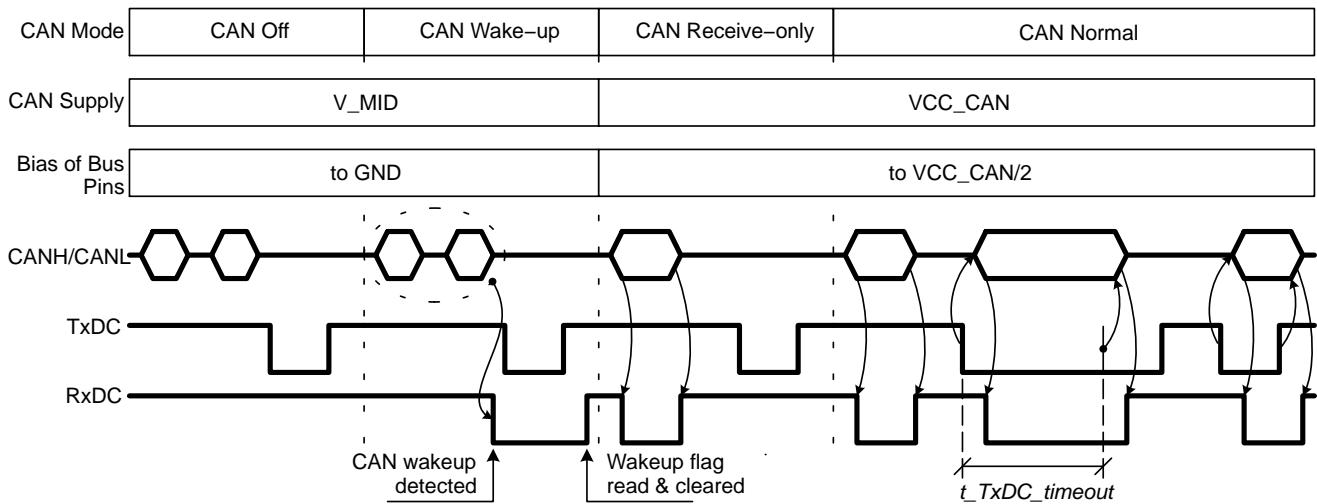 CAN Mode
CAN Off
CAN Wake−up
CAN Receive−only
CAN Normal
CAN Supply
V_MID
VCC_CAN
Bias of Bus
Pins
to GND
to VCC_CAN/2
CANH/CANL
TxDC
RxDC
CAN wakeup
detected
Wakeup flag
read & cleared
t_TxDC_timeout